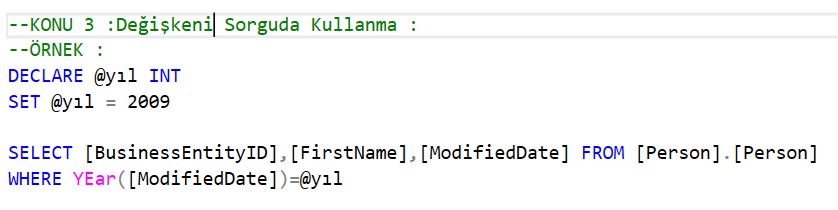 --KONU 3 :Değişkeni Sorguda Kullanma :
--ÖRNEK :
DECLARE @yıl INT
SET @yıl = 2009
SELECT [BusinessEntityID],[FirstName],[ModifiedDate] FROM [Person].[Person]
WHERE YEar([ModifiedDate])=@yıl